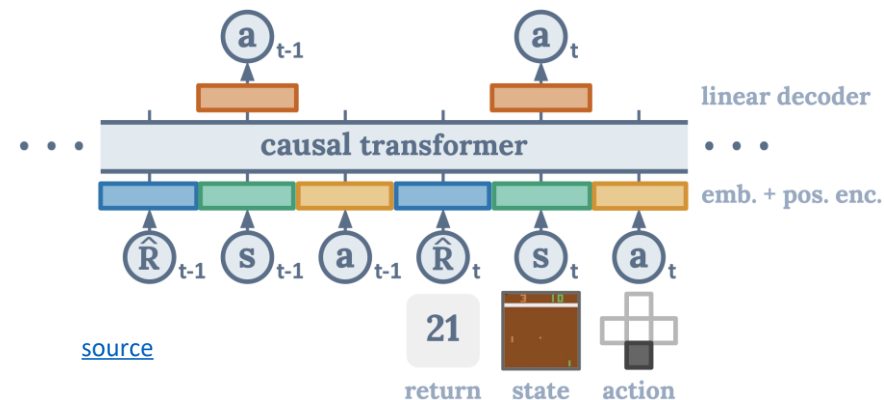 a t-1 a t
linear decoder
causal transformer
emb. + pos. enc.
R̂ t-1 s t-1 a t-1 R̂ t s t a t
3 10
21
source
return state action